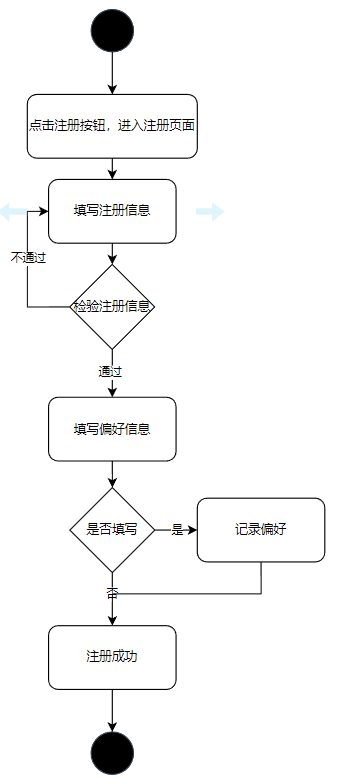 点击注册按钮，进入注册页面
填写注册信息
不通过
检验注册信息
通过
填写偏好信息
是否填写
是
记录偏好
否
注册成功